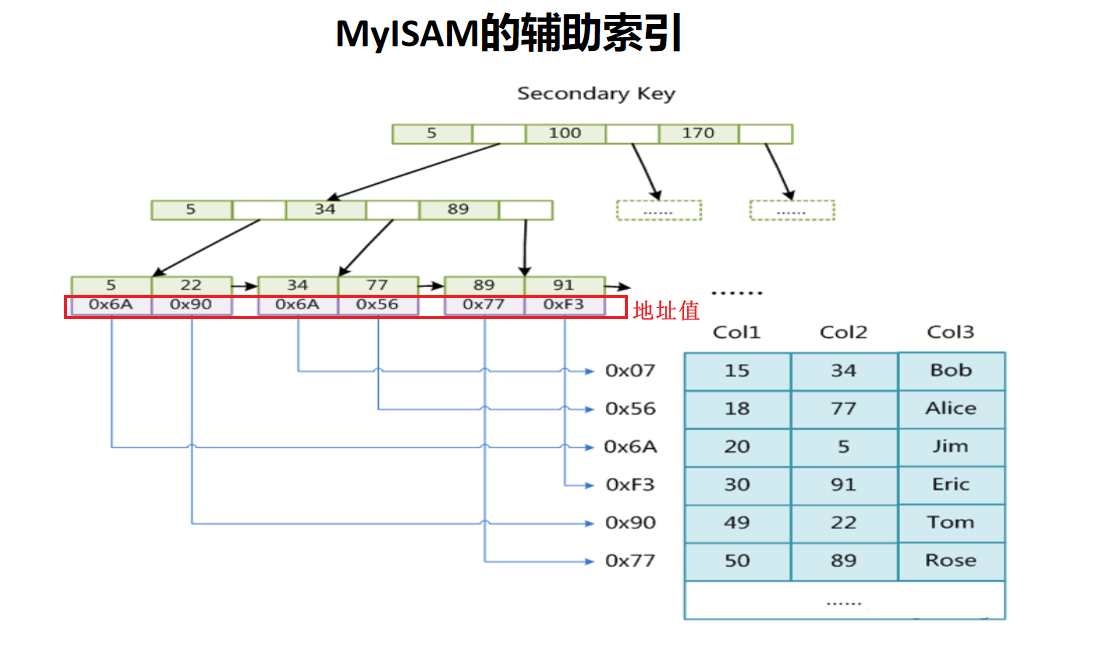 MyISAM的辅助索引
Secondary Key
5 100 170
5 34 89 ...... ......
5 22 34 77 89 91
0x6A 0x90 0x6A 0x56 0x77 0xF3 地址值
......
Col1 Col2 Col3
0x07 15 34 Bob
0x56 18 77 Alice
0x6A 20 5 Jim
0xF3 30 91 Eric
0x90 49 22 Tom
0x77 50 89 Rose
......